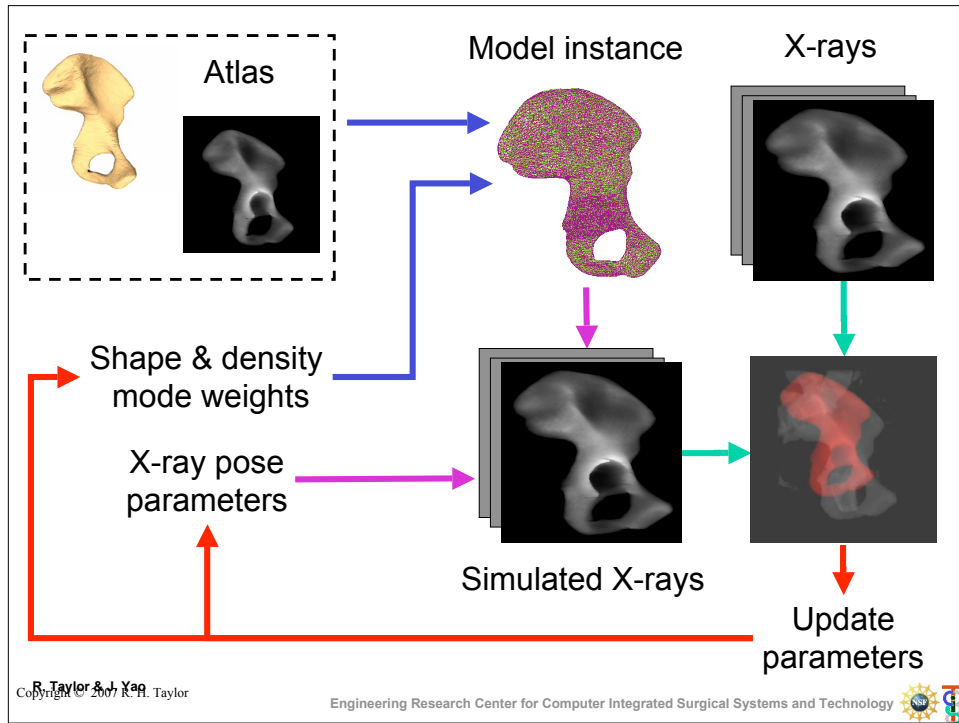 Atlas
Model instance
X-rays
Shape & density
mode weights
X-ray pose
parameters
Simulated X-rays
Update
parameters
R. Taylor & J. Yao
Copyright © 2007 R. H. Taylor
Engineering Research Center for Computer Integrated Surgical Systems and Technology
NSF